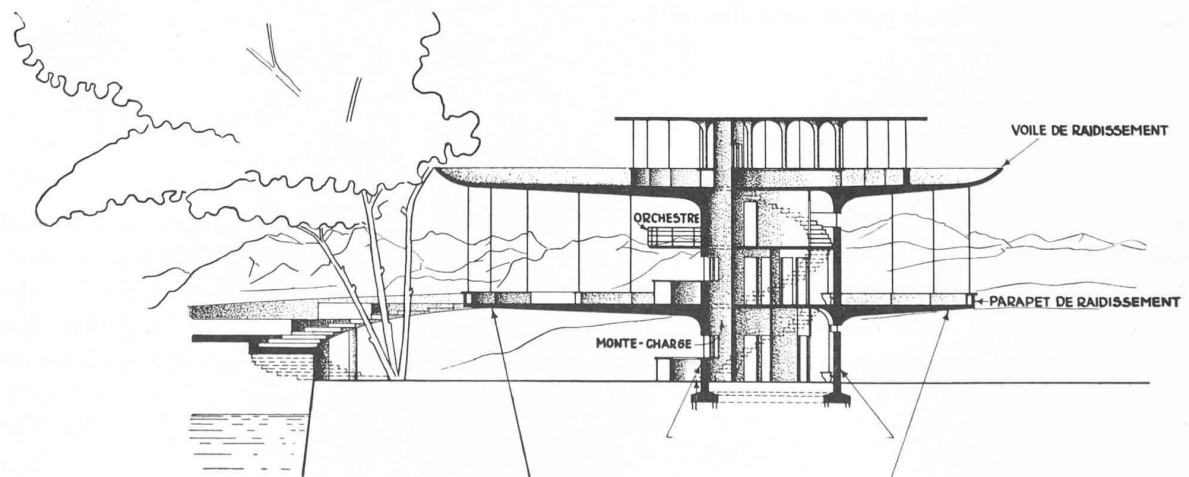 VOILE DE RAIDISSEMENT
ORCHESTRE
PARAPET DE RAIDISSEMENT
MONTE-CHARGE